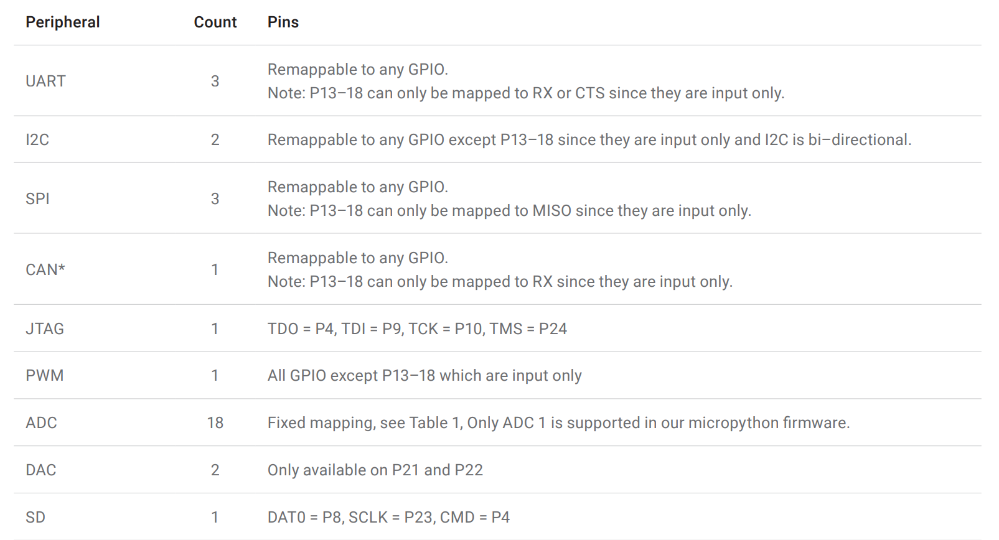 Peripheral Count Pins
UART 3 Remappable to any GPIO.
Note: P13–18 can only be mapped to RX or CTS since they are input only.
I2C 2 Remappable to any GPIO except P13–18 since they are input only and I2C is bi–directional.
SPI 3 Remappable to any GPIO.
Note: P13–18 can only be mapped to MISO since they are input only.
CAN* 1 Remappable to any GPIO.
Note: P13–18 can only be mapped to RX since they are input only.
JTAG 1 TDO = P4, TDI = P9, TCK = P10, TMS = P24
PWM 1 All GPIO except P13–18 which are input only
ADC 18 Fixed mapping, see Table 1, Only ADC 1 is supported in our micropython firmware.
DAC 2 Only available on P21 and P22
SD 1 DAT0 = P8, SCLK = P23, CMD = P4